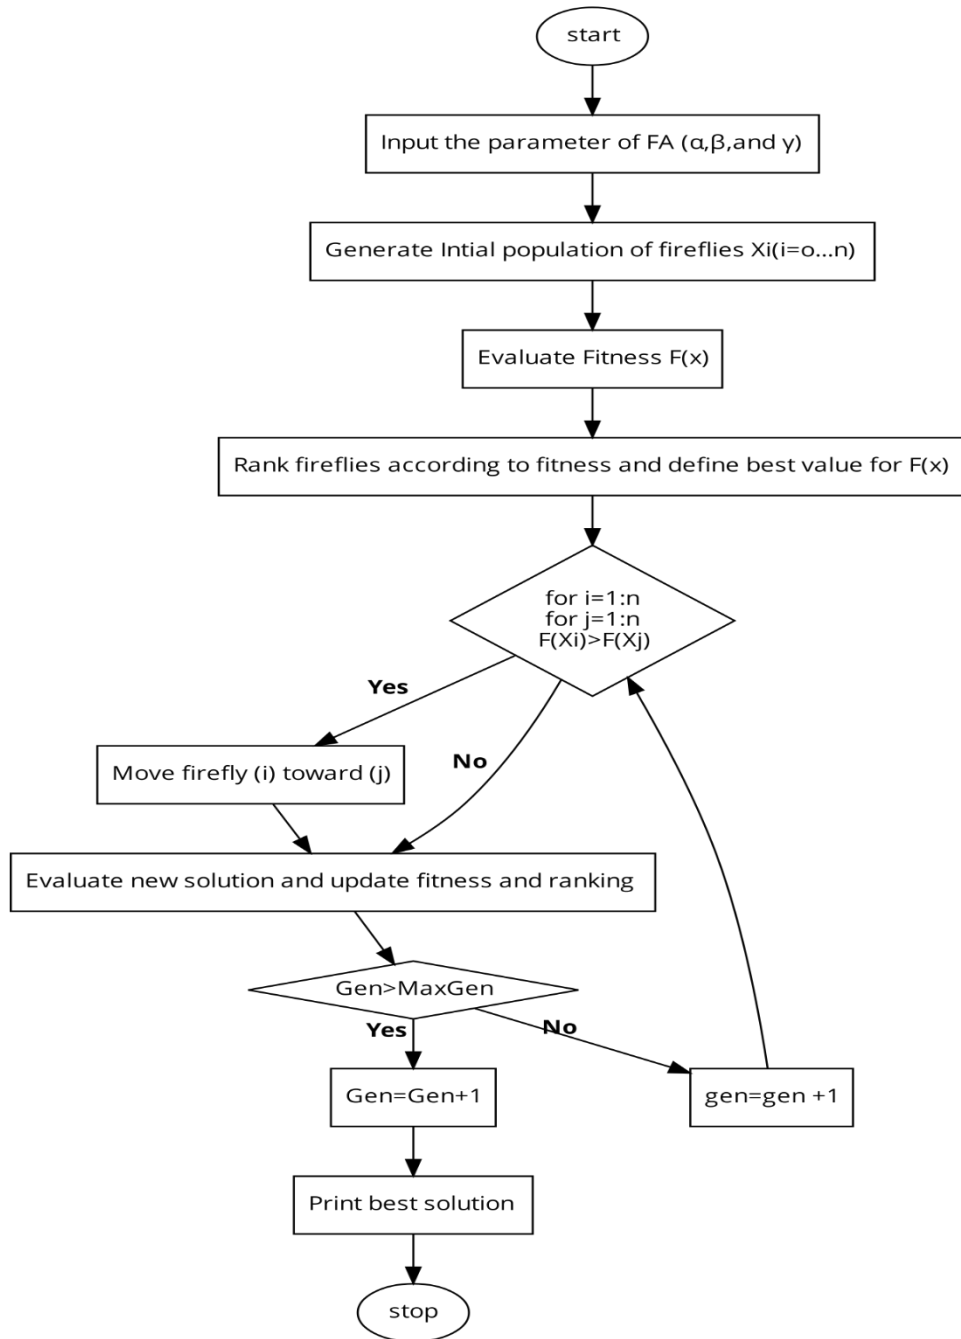 start
Input the parameter of FA (α,β,and γ)
Generate Intial population of fireflies Xi(i=o...n)
Evaluate Fitness F(x)
Rank fireflies according to fitness and define best value for F(x)
for i=1:n
for j=1:n
F(Xi)>F(Xj)
Yes
No
Move firefly (i) toward (j)
Evaluate new solution and update fitness and ranking
Gen>MaxGen
Yes
No
Gen=Gen+1
gen=gen +1
Print best solution
stop